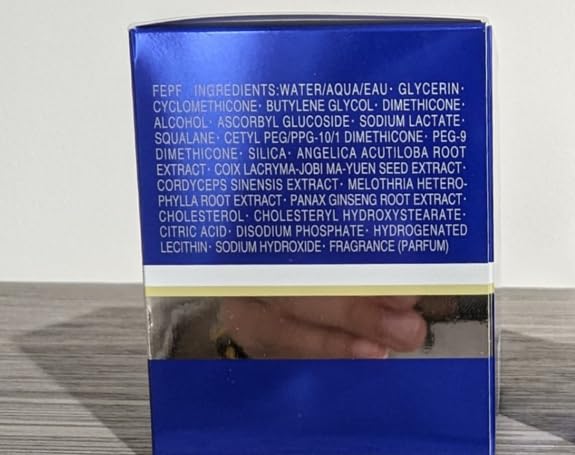 FEPF INGREDIENTS:WATER/AQUA/EAU· GLYCERIN·
CYCLOMETHICONE· BUTYLENE GLYCOL· DIMETHICONE·
ALCOHOL· ASCORBYL GLUCOSIDE· SODIUM LACTATE·
SQUALANE· CETYL PEG/PPG-10/1 DIMETHICONE· PEG-9
DIMETHICONE· SILICA· ANGELICA ACUTILOBA ROOT
EXTRACT· COIX LACRYMA-JOBI MA-YUEN SEED EXTRACT·
CORDYCEPS SINENSIS EXTRACT· MELOTHRIA HETERO-
PHYLLA ROOT EXTRACT· PANAX GINSENG ROOT EXTRACT·
CHOLESTEROL· CHOLESTERYL HYDROXYSTEARATE·
CITRIC ACID· DISODIUM PHOSPHATE· HYDROGENATED
LECITHIN· SODIUM HYDROXIDE· FRAGRANCE (PARFUM)